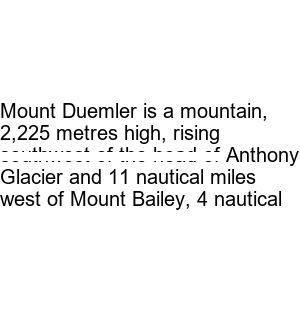 Mount Duemler is a mountain,
2,225 metres high, rising
Anthony
Glacier and 11 nautical miles
west of Mount Bailey, 4 nautical